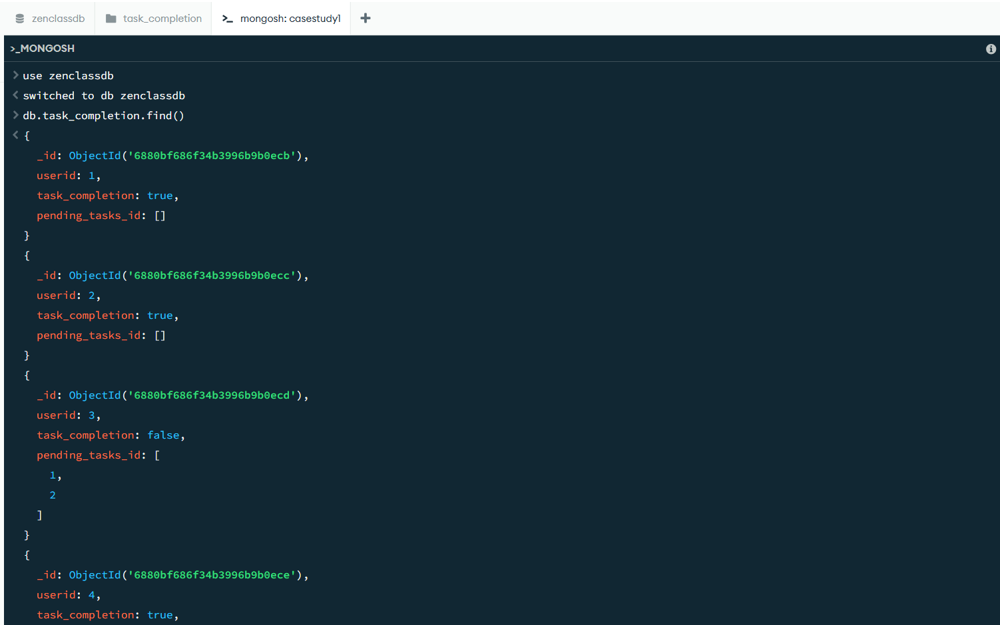 zenclassdb
task_completion
>_ mongosh: casestudy1
>_MONGOSH
use zenclassdb
switched to db zenclassdb
db.task_completion.find()
{
_id: ObjectId('6880bf686f34b3996b9b0ecb'),
userid: 1,
task_completion: true,
pending_tasks_id: []
}
{
_id: ObjectId('6880bf686f34b3996b9b0ecc'),
userid: 2,
task_completion: true,
pending_tasks_id: []
}
{
_id: ObjectId('6880bf686f34b3996b9b0ecd'),
userid: 3,
task_completion: false,
pending_tasks_id: [
1,
2
]
}
{
_id: ObjectId('6880bf686f34b3996b9b0ece'),
userid: 4,
task_completion: true,